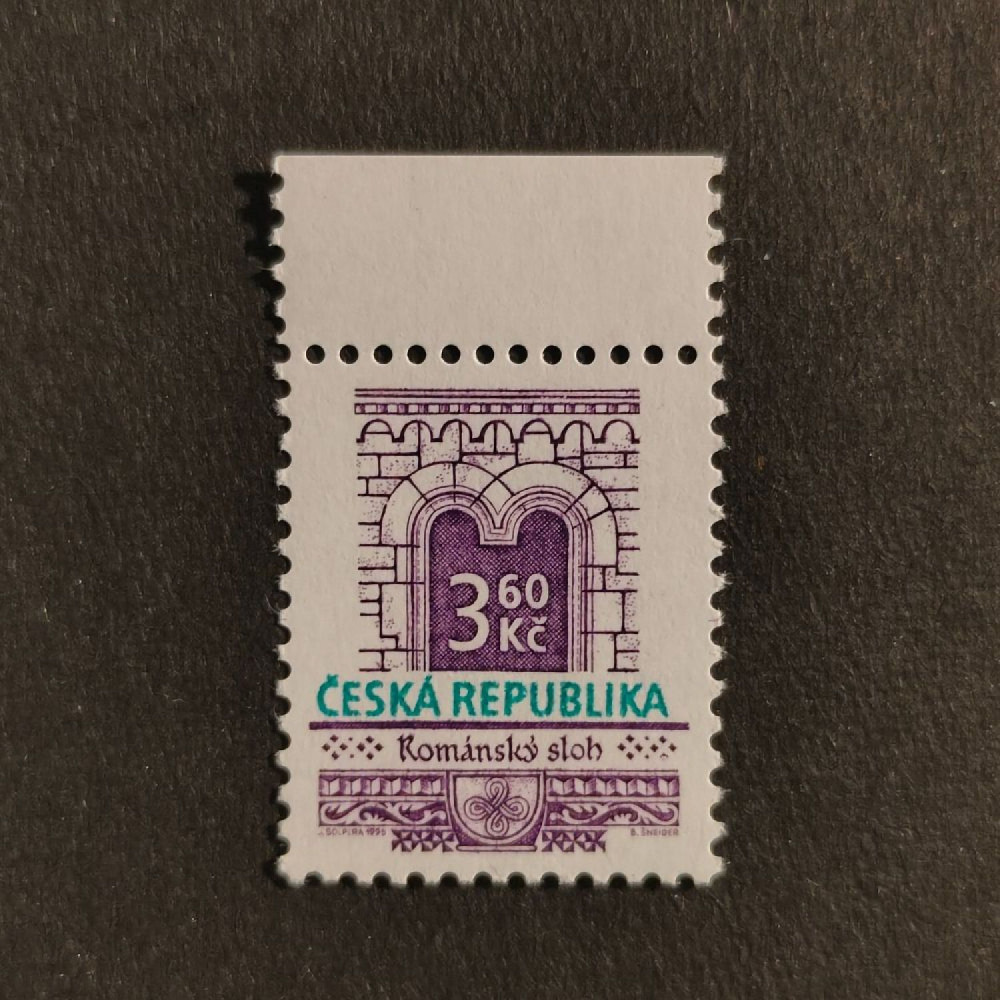 3 60
Kč
ČESKÁ REPUBLIKA
Románský sloh
J. SOLPERA 1995 B. ŠNEIDER